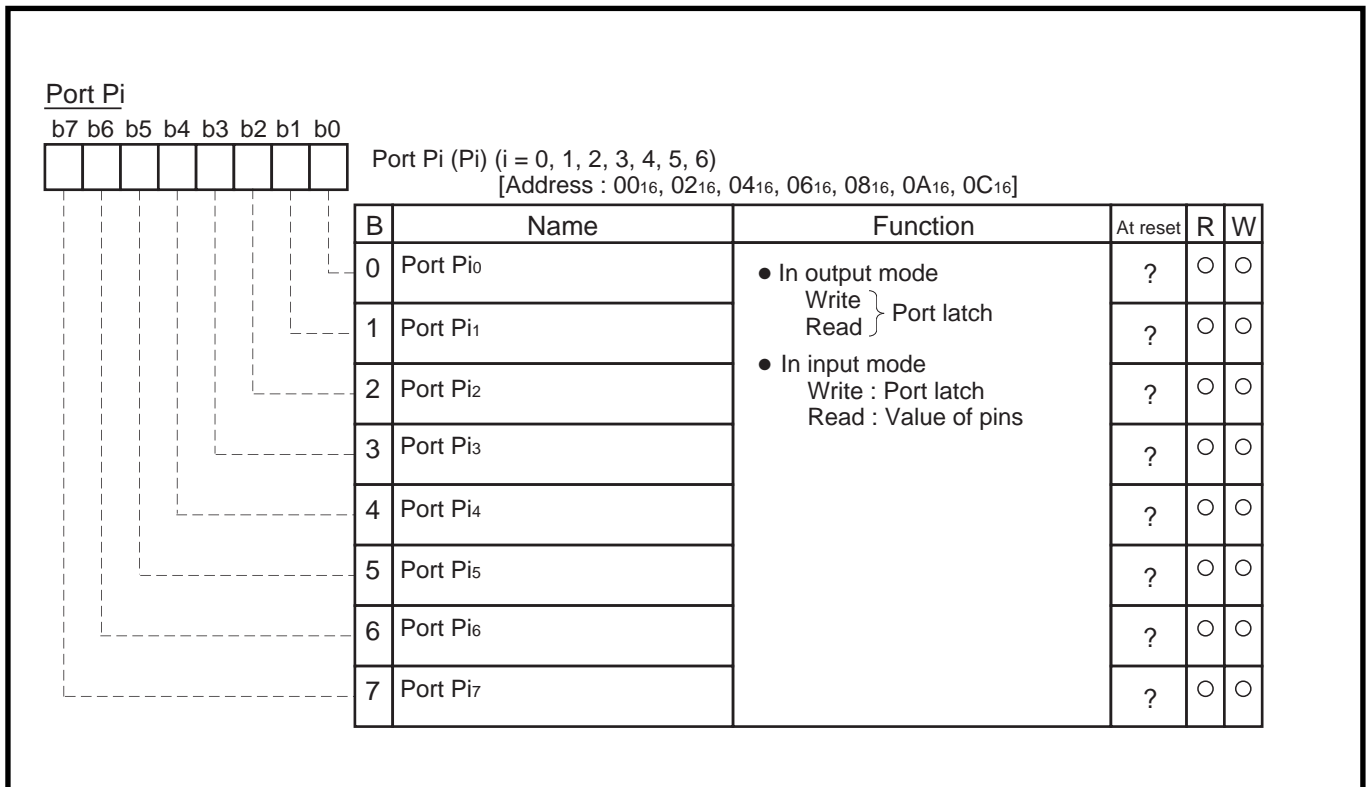 Port Pi
b7 b6 b5 b4 b3 b2 b1 b0
Port Pi (Pi) (i = 0, 1, 2, 3, 4, 5, 6)
[Address : 00₁₆, 02₁₆, 04₁₆, 06₁₆, 08₁₆, 0A₁₆, 0C₁₆]
B Name Function At reset R W
0 Port Pi₀ ? ○ ○
● In output mode
Write
Read } Port latch
1 Port Pi₁ ? ○ ○
● In input mode
Write : Port latch
Read : Value of pins
2 Port Pi₂ ? ○ ○
3 Port Pi₃ ? ○ ○
4 Port Pi₄ ? ○ ○
5 Port Pi₅ ? ○ ○
6 Port Pi₆ ? ○ ○
7 Port Pi₇ ? ○ ○